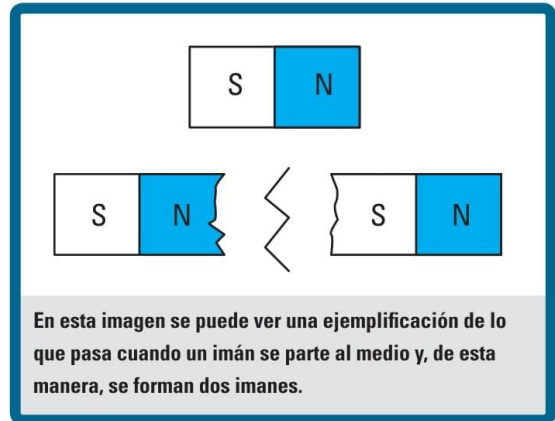 S N
S N S N
En esta imagen se puede ver una ejemplificación de lo
que pasa cuando un imán se parte al medio y, de esta
manera, se forman dos imanes.